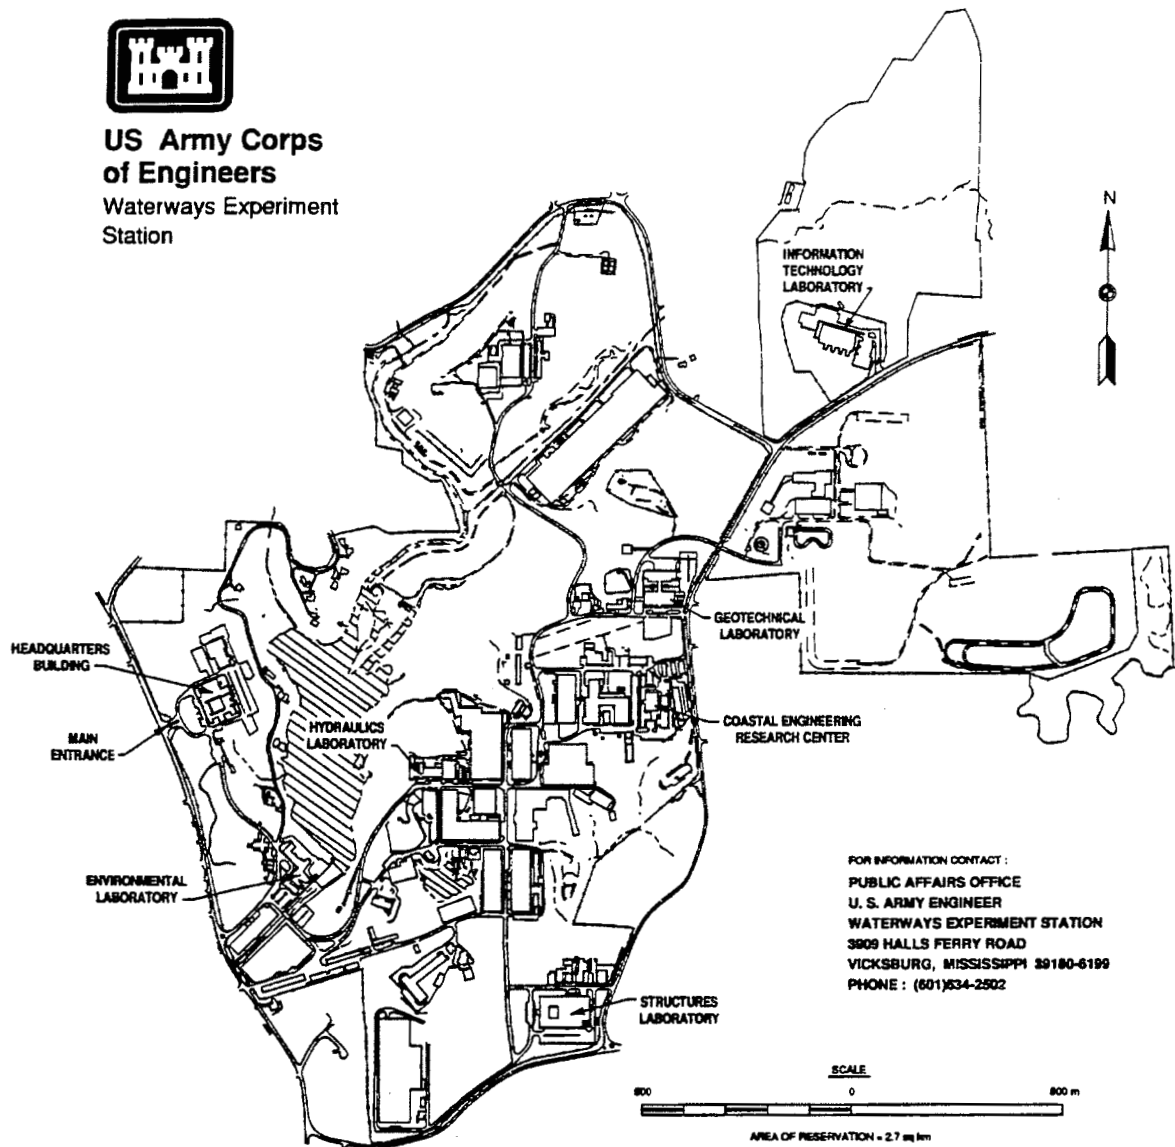 US Army Corps
of Engineers
Waterways Experiment
Station
N
INFORMATION
TECHNOLOGY
LABORATORY
GEOTECHNICAL
LABORATORY
HEADQUARTERS
BUILDING
MAIN
ENTRANCE
HYDRAULICS
LABORATORY
COASTAL ENGINEERING
RESEARCH CENTER
ENVIRONMENTAL
LABORATORY
STRUCTURES
LABORATORY
FOR INFORMATION CONTACT :
PUBLIC AFFAIRS OFFICE
U. S. ARMY ENGINEER
WATERWAYS EXPERIMENT STATION
3909 HALLS FERRY ROAD
VICKSBURG, MISSISSIPPI 39180-6199
PHONE : (601)634-2502
SCALE
0
AREA OF RESERVATION = 2.7 sq km